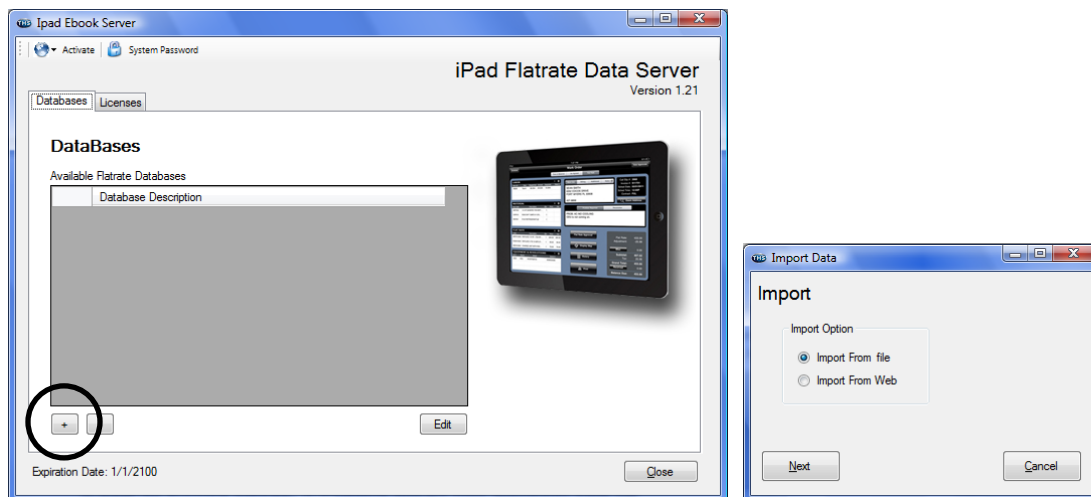 Ipad Ebook Server
Activate System Password
iPad Flatrate Data Server
Version 1.21
Databases Licenses
DataBases
Available Flatrate Databases
Database Description
+ Edit
Expiration Date: 1/1/2100 Close
Import Data
Import
Import Option
Import From file
Import From Web
Next Cancel